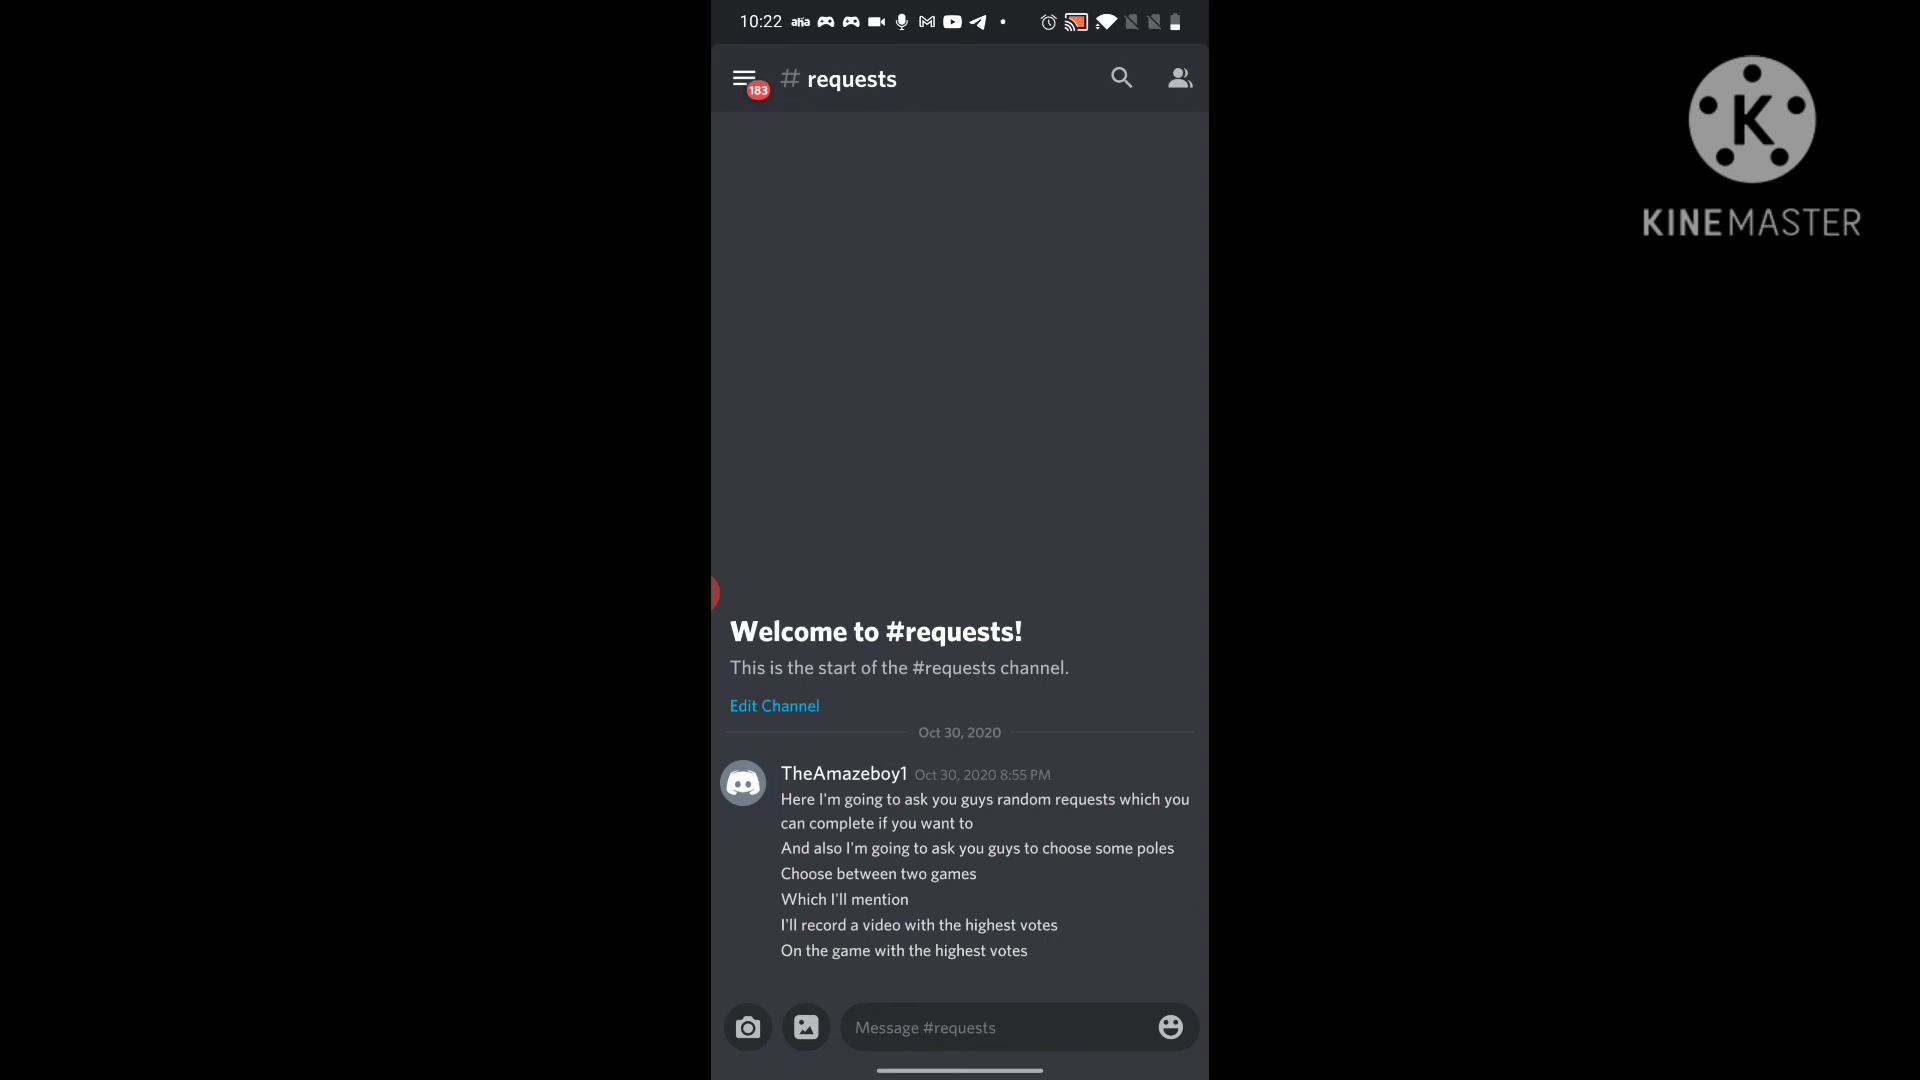 10:22 aha
# requests
183
KINEMASTER
Welcome to #requests!
This is the start of the #requests channel.
Edit Channel
Oct 30, 2020
TheAmazeboy1 Oct 30, 2020 8:55 PM
Here I'm going to ask you guys random requests which you
can complete if you want to
And also I'm going to ask you guys to choose some poles
Choose between two games
Which I'll mention
I'll record a video with the highest votes
On the game with the highest votes
Message #requests